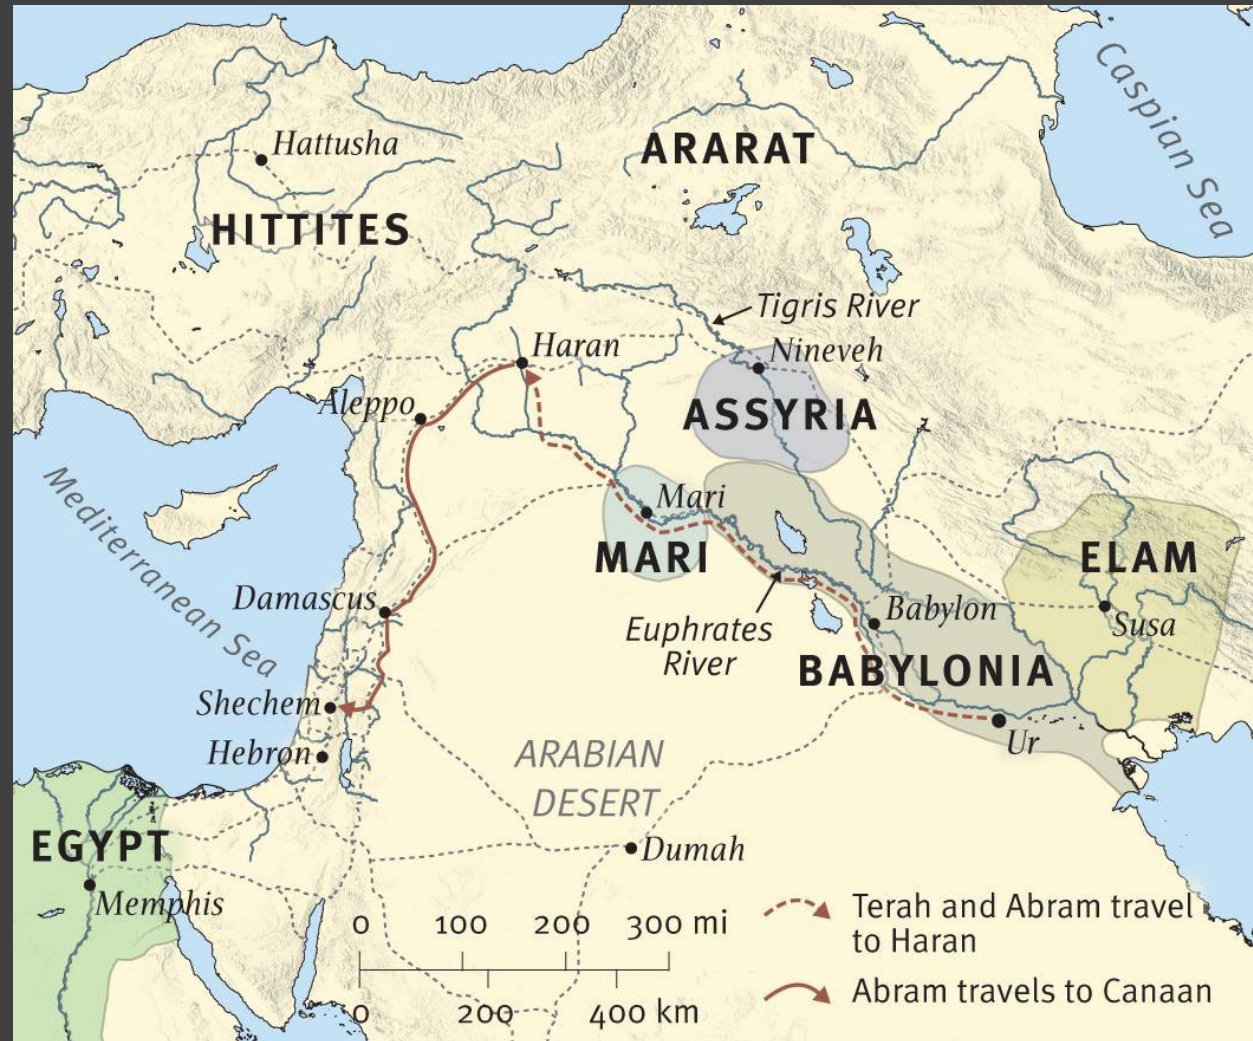 Caspian Sea
ARARAT
Hattusha
HITTITES
Tigris River
Haran
Nineveh
Aleppo
ASSYRIA
Mediterranean Sea
Mari
MARI
ELAM
Damascus
Babylon
Susa
Euphrates
River
BABYLONIA
Shechem
Ur
Hebron
ARABIAN
DESERT
EGYPT
Dumah
Memphis
0 100 200 300 mi
0 200 400 km
Terah and Abram travel
to Haran
Abram travels to Canaan